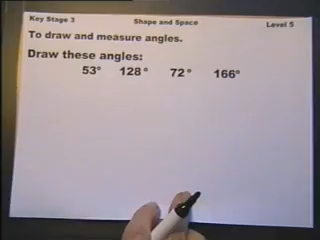 Key Stage 3 Shape and Space Level 5
To draw and measure angles.
Draw these angles:
53° 128° 72° 166°